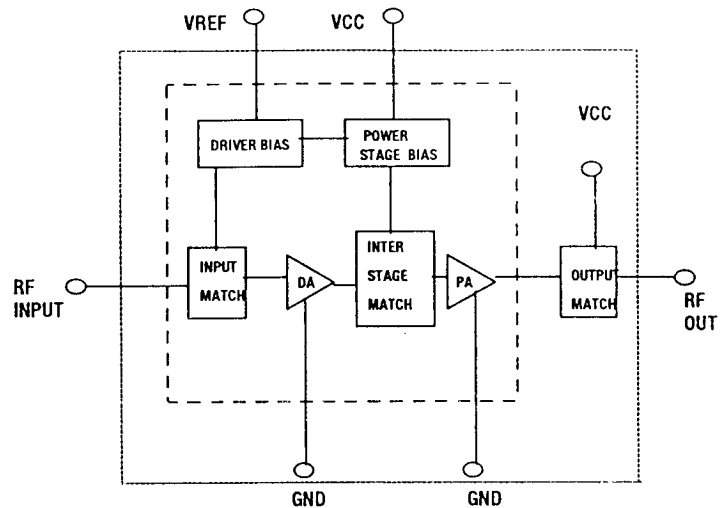 VREF
VCC
VCC
DRIVER BIAS
POWER
STAGE BIAS
INPUT
MATCH
DA
INTER
STAGE
MATCH
PA
OUTPUT
MATCH
RF
INPUT
RF
OUT
GND
GND